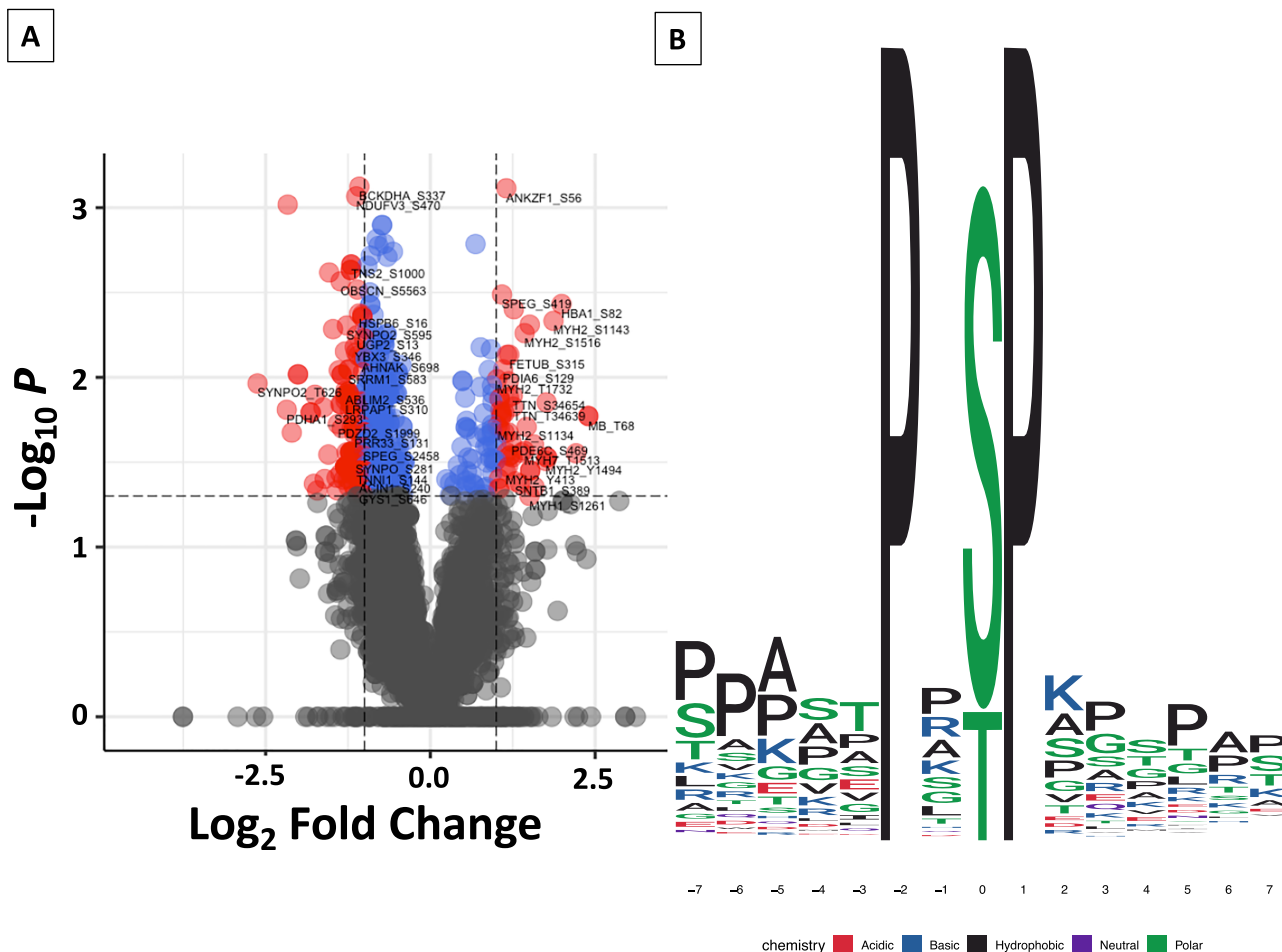 A
B
BCKDHA_S337
NDUFV3_S470
ANKZF1_S56
TNS2_S1000
OBSCN_S5563
SPEG_S419
HBA1_S82
HSPB6_S16
MYH2_S1143
SYNPO2_S595
MYH2_S1516
UGP2_S13
YBX3_S346
AHNAK_S698
FETUB_S315
SRRM1_S583
PDIA6_S129
SYNPO2_T626
MYH2_T1732
ABLIM2_S536
LRPAP1_S310
TTN_S34654
PDHA1_S293
TTN_T34639
MB_T68
PDZD2_S1999
MYH2_S1134
PRR33_S131
SPEG_S2458
PDE6C_S469
MYH7_T1513
SYNPO_S281
MYH2_Y1494
TNNI1_S144
MYH2_Y413
ACIN1_S240
SNTB1_S389
GYS1_S646
MYH1_S1261
3
2
1
0
-Log10 P
-2.5 0.0 2.5
Log2 Fold Change
P S T K L R A G E
P A S V K G R T
A P K G E T S
S A P G V K R
T P A S E V G
P
P R A K S G L T
S T
P
K A S P G V T E D R
P G S A R E K T
S T G P A V K E
P T G L R K E
A P R T K S G
P S T K A
−7 −6 −5 −4 −3 −2 −1 0 1 2 3 4 5 6 7
chemistry Acidic Basic Hydrophobic Neutral Polar